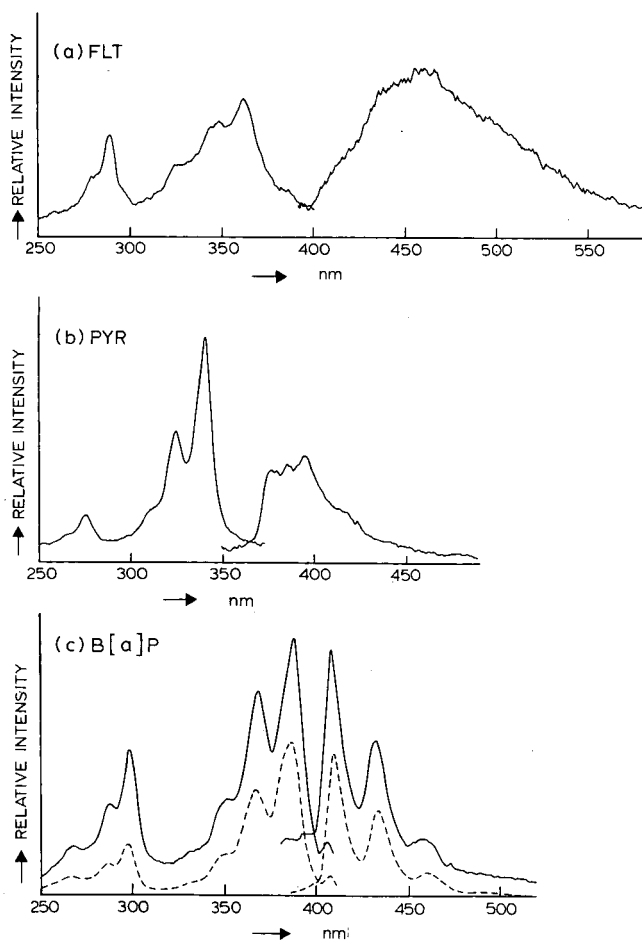 RELATIVE INTENSITY
(a) FLT
250 300 350 400 450 500 550
nm
RELATIVE INTENSITY
(b) PYR
250 300 350 400 450
nm
RELATIVE INTENSITY
(c) B[a]P
250 300 350 400 450 500
nm